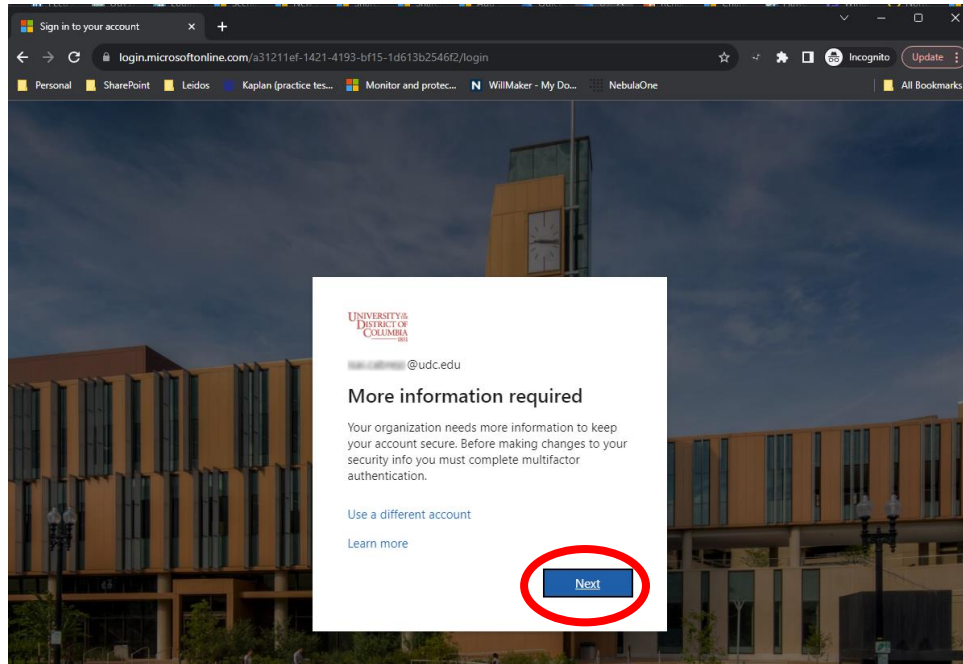 Sign in to your account
Incognito
Update
login.microsoftonline.com/a31211ef-1421-4193-bf15-1d613b2546f2/login
Personal
SharePoint
Leidos
Kaplan (practice tes...
Monitor and protec...
WillMaker - My Do...
NebulaOne
All Bookmarks
UNIVERSITY of the
DISTRICT OF
COLUMBIA
@udc.edu
More information required
Your organization needs more information to keep
your account secure. Before making changes to your
security info you must complete multifactor
authentication.
Use a different account
Learn more
Next